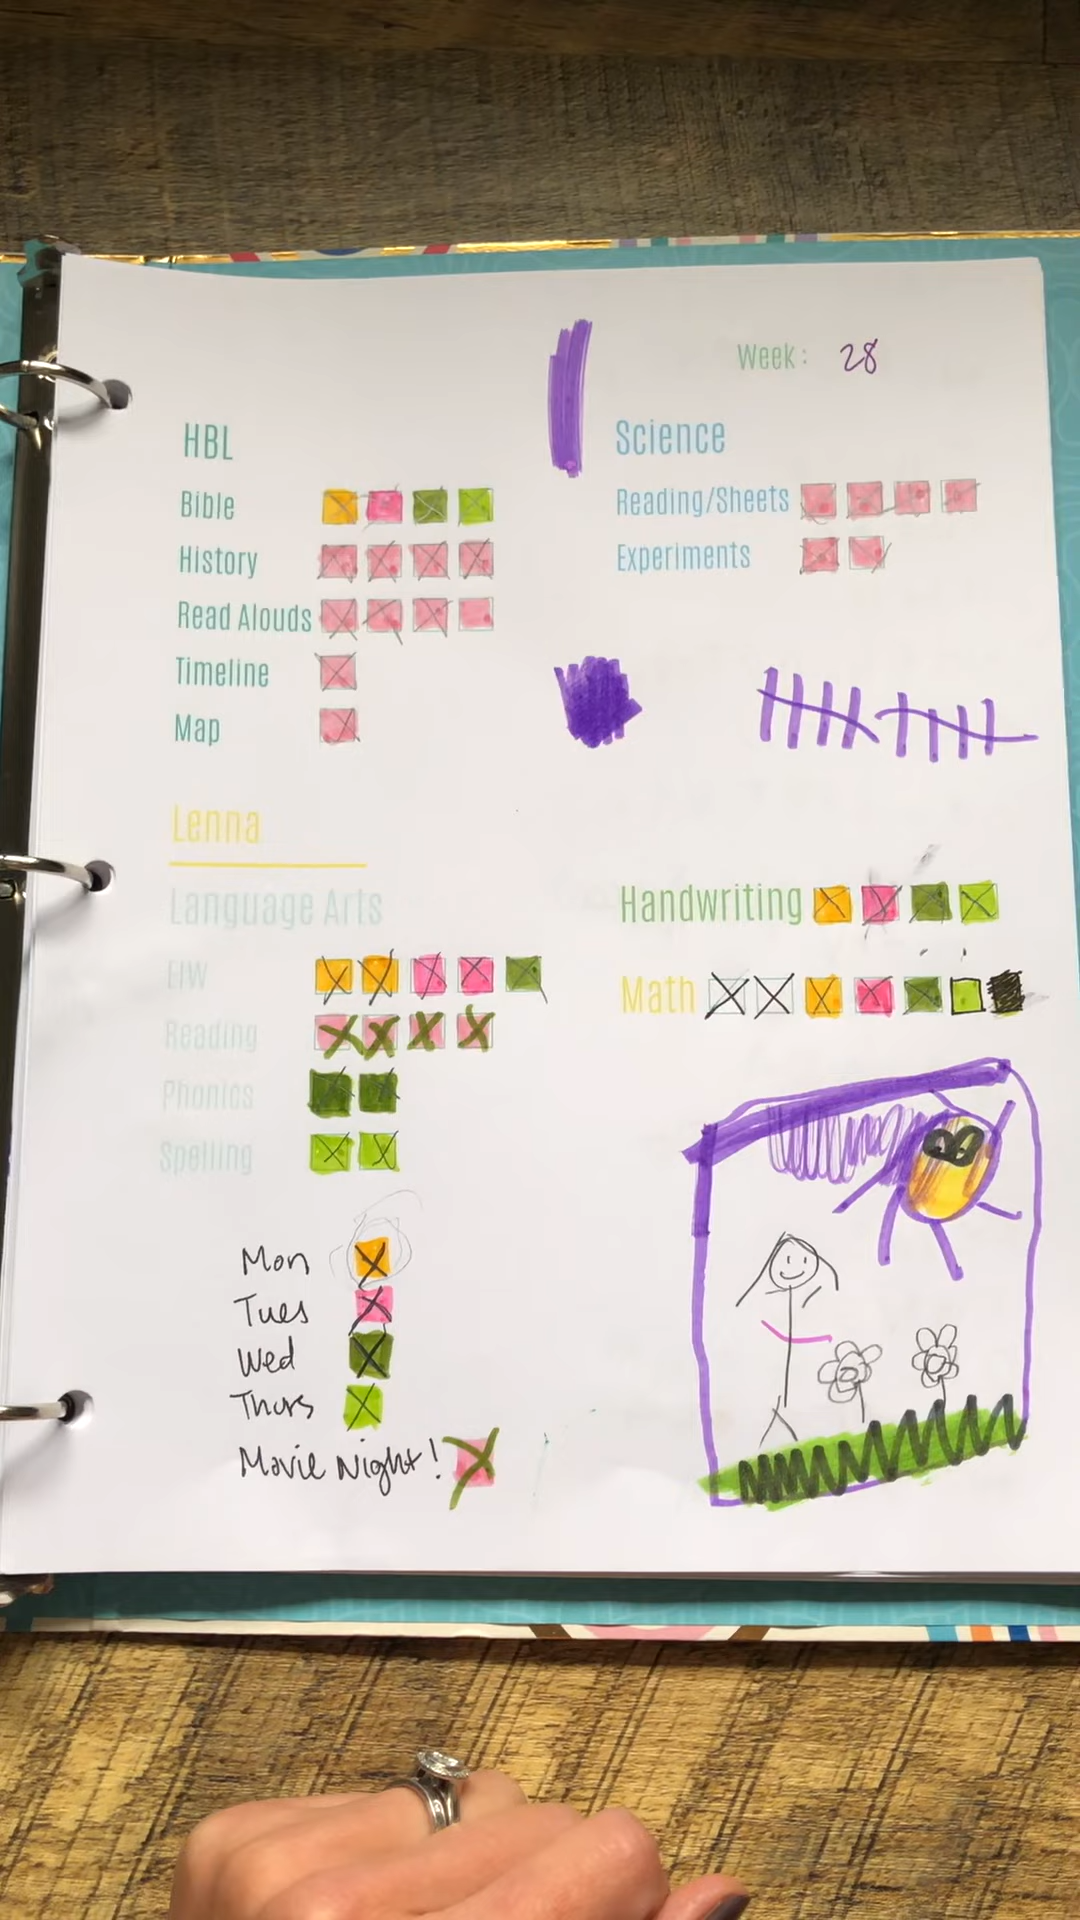 Week: 28
HBL
Bible
History
Read Alouds
Timeline
Map
Science
Reading/Sheets
Experiments
Lenna
Language Arts
EIW
Reading
Phonics
Spelling
Handwriting
Math
Mon
Tues
Wed
Thurs
Movie Night!